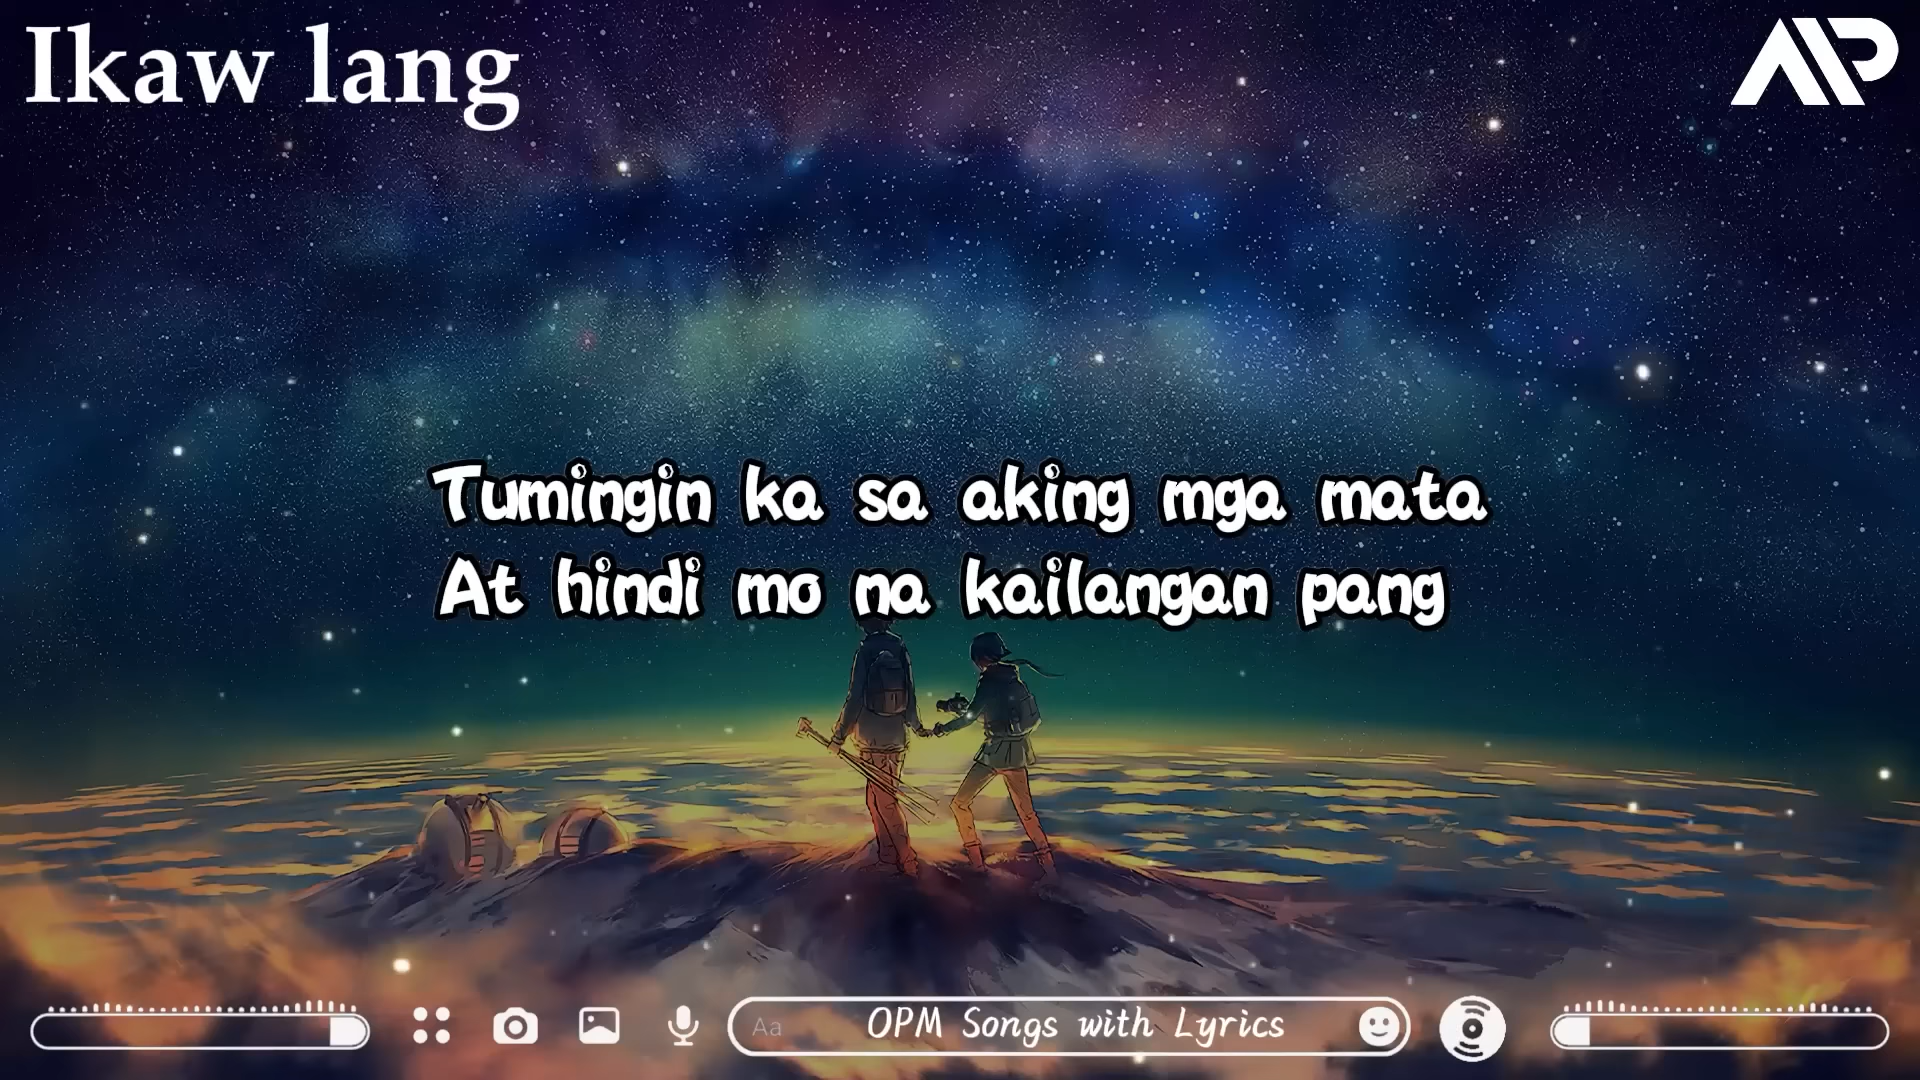 Ikaw lang
AP
Tumingin ka sa aking mga mata
At hindi mo na kailangan pang
Aa
OPM Songs with Lyrics